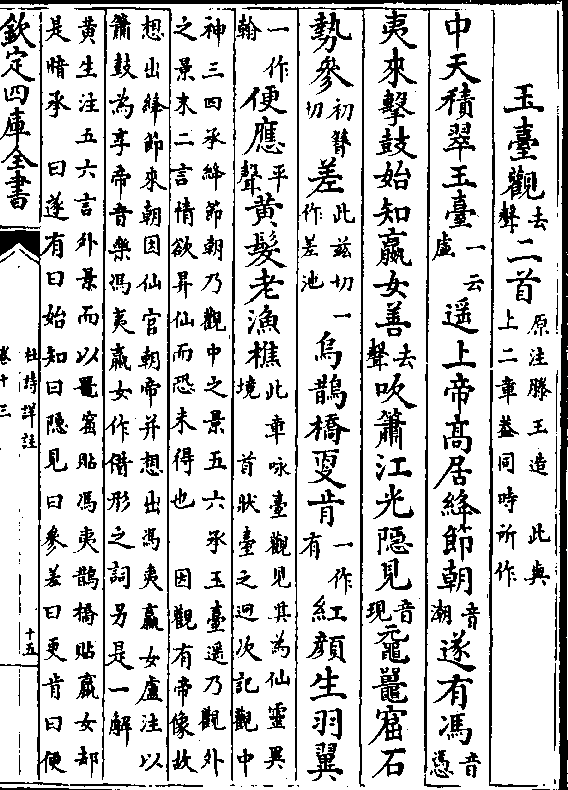 玉臺觀去聲二首原注滕王造 此與上二章蓋同時所作
中天積翠玉臺一云虛遥上帝髙居絳節朝音潮遂有馮音憑
夷來擊鼓始知嬴女善去聲吹簫江光隠見音現黿鼉窟石
勢參初簪切差此兹切一作差池烏鵲橋更肯一作有紅顔生羽翼
一作翰便應平聲黄髮老漁樵此章咏臺觀見其為仙靈異境 首狀臺之迥次記觀中
神三四承絳節朝乃觀中之景五六承玉臺遥乃觀外
之景末二言情欲昇仙而恐未得也 因觀有帝像故
想出絳節來朝因仙官朝帝并想出馮夷嬴女盧注以
簫鼓為享帝音樂馮夷嬴女作借形之詞另是一解
黄生注五六言外景而以黿窟貼馮夷鵲橋貼嬴女却
是暗承 曰遂有曰始知曰隠見曰參差曰更肯曰便
欽定四庫全書
杜詩詳註
卷十三
十五